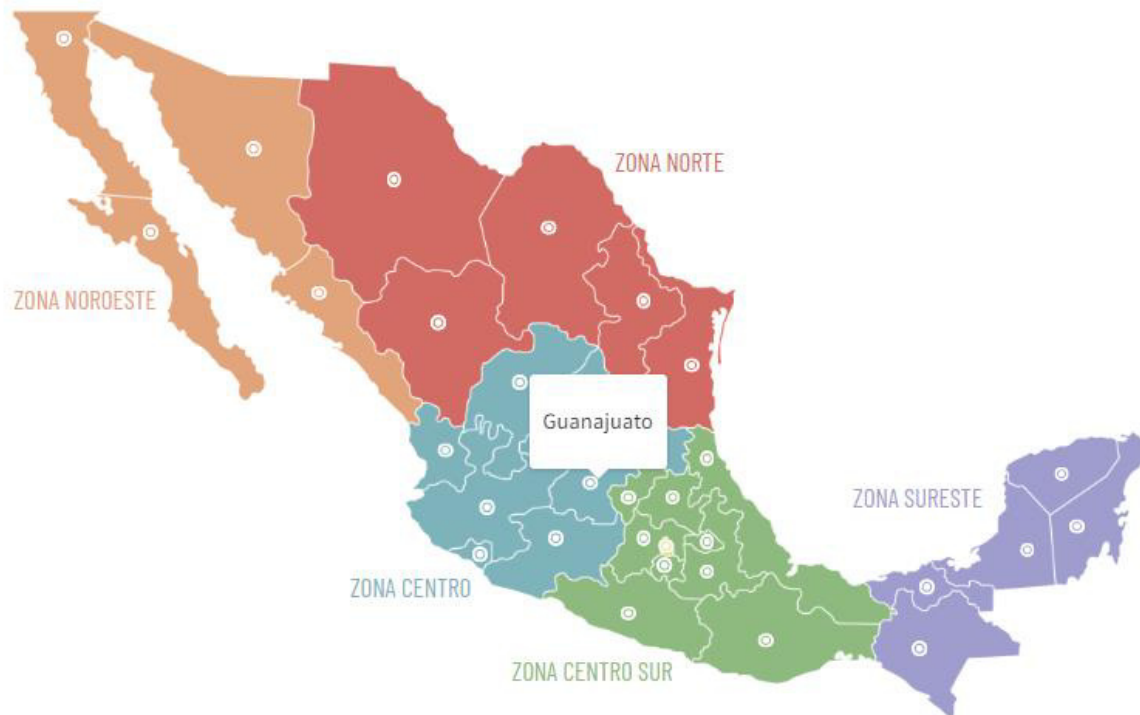 ZONA NORTE
ZONA NOROESTE
Guanajuato
ZONA SURESTE
ZONA CENTRO
ZONA CENTRO SUR